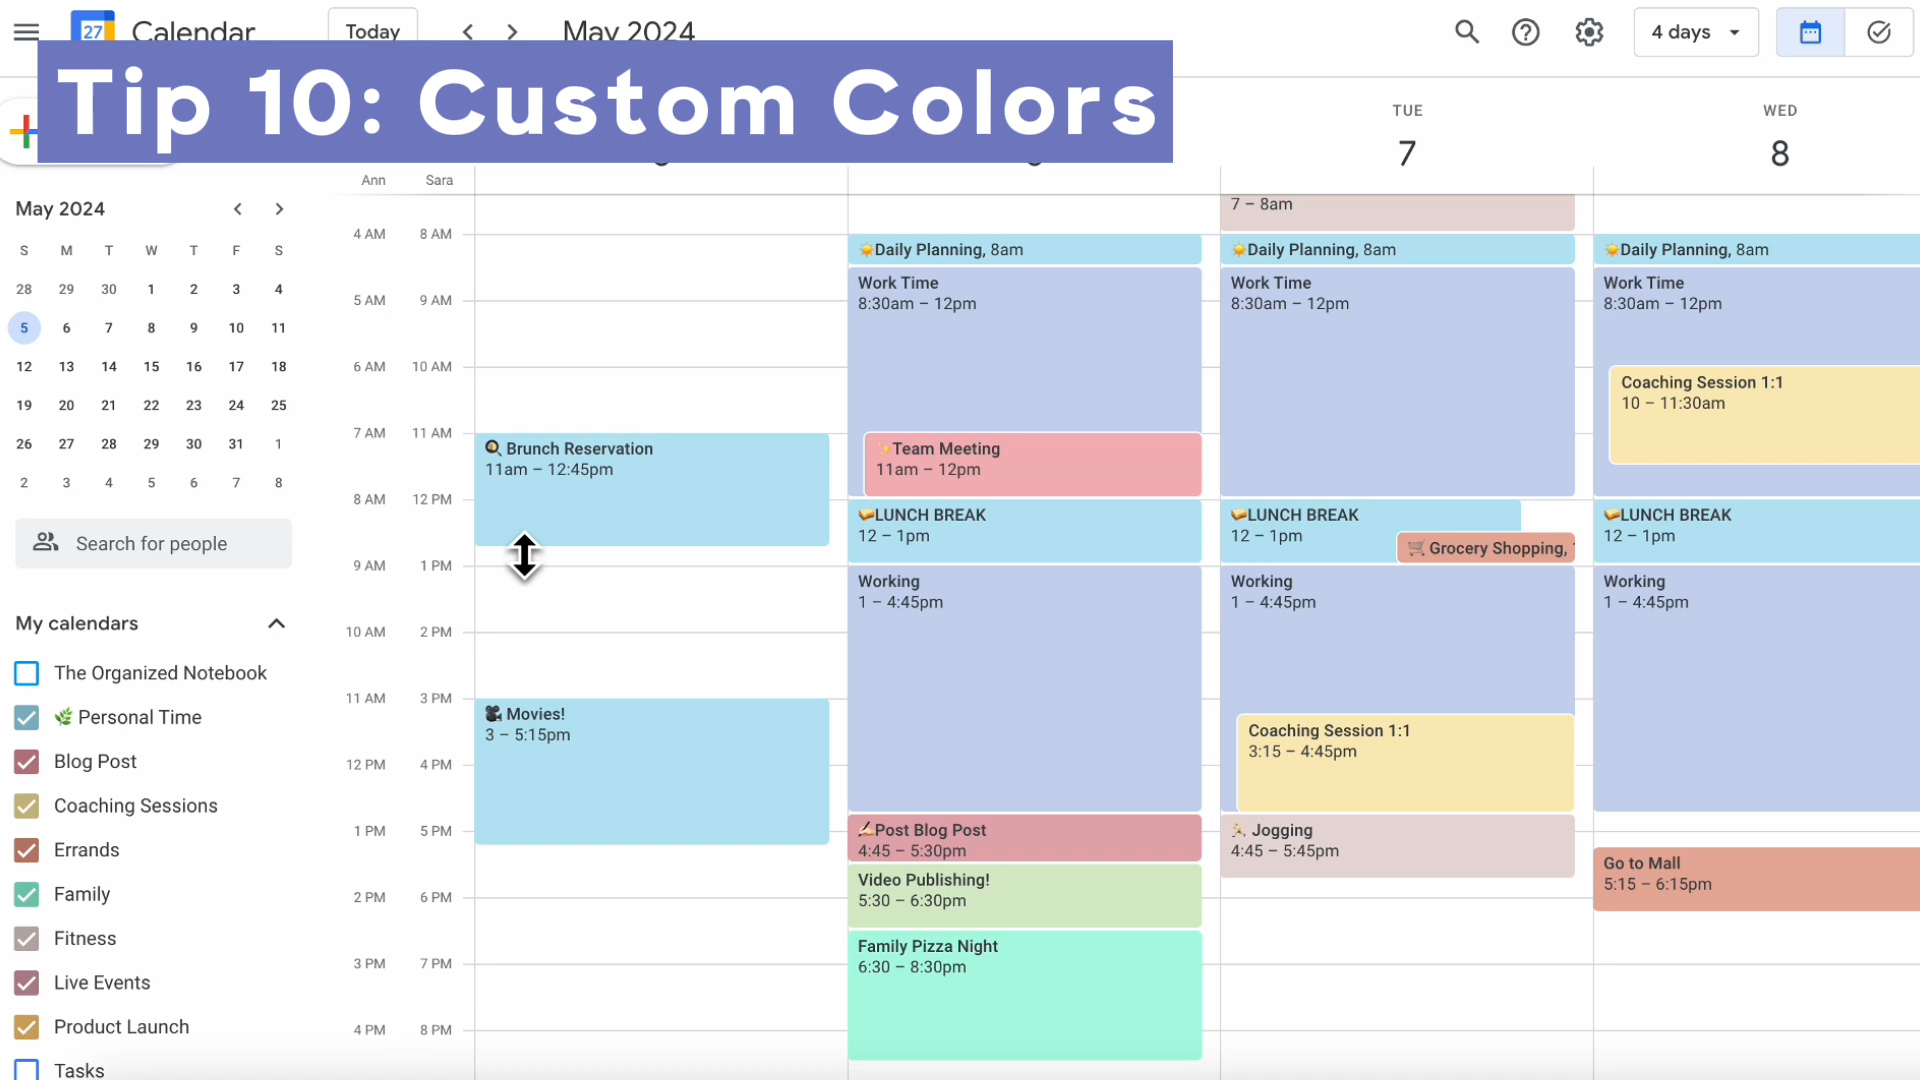 27 Calendar Today May 2024 4 days
Tip 10: Custom Colors
TUE WED
7 8
Ann Sara
May 2024
S M T W T F S
28 29 30 1 2 3 4
5 6 7 8 9 10 11
12 13 14 15 16 17 18
19 20 21 22 23 24 25
26 27 28 29 30 31 1
2 3 4 5 6 7 8
Search for people
My calendars
The Organized Notebook
Personal Time
Blog Post
Coaching Sessions
Errands
Family
Fitness
Live Events
Product Launch
Tasks
4 AM 8 AM
5 AM 9 AM
6 AM 10 AM
7 AM 11 AM
8 AM 12 PM
9 AM 1 PM
10 AM 2 PM
11 AM 3 PM
12 PM 4 PM
1 PM 5 PM
2 PM 6 PM
3 PM 7 PM
4 PM 8 PM
Brunch Reservation
11am – 12:45pm
Movies!
3 – 5:15pm
Daily Planning, 8am
Work Time
8:30am – 12pm
Team Meeting
11am – 12pm
LUNCH BREAK
12 – 1pm
Working
1 – 4:45pm
Post Blog Post
4:45 – 5:30pm
Video Publishing!
5:30 – 6:30pm
Family Pizza Night
6:30 – 8:30pm
7 – 8am
Daily Planning, 8am
Work Time
8:30am – 12pm
LUNCH BREAK
12 – 1pm
Grocery Shopping,
Working
1 – 4:45pm
Coaching Session 1:1
3:15 – 4:45pm
Jogging
4:45 – 5:45pm
Daily Planning, 8am
Work Time
8:30am – 12pm
Coaching Session 1:1
10 – 11:30am
LUNCH BREAK
12 – 1pm
Working
1 – 4:45pm
Go to Mall
5:15 – 6:15pm